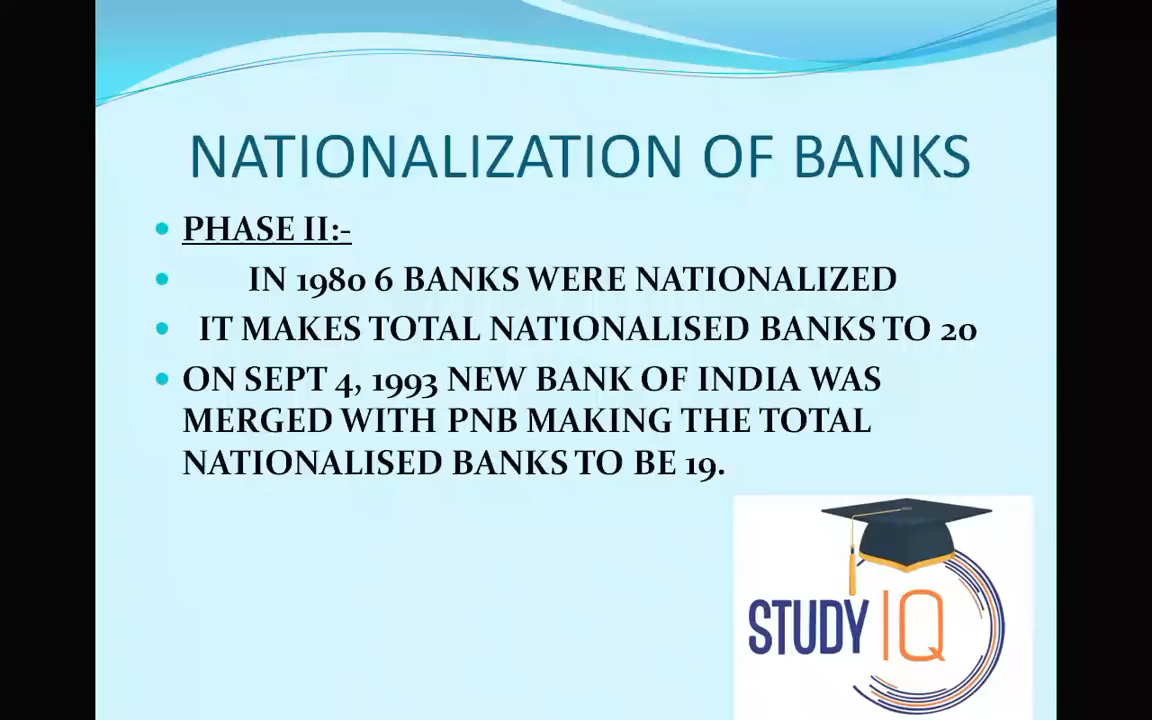 NATIONALIZATION OF BANKS
• PHASE II:-
• IN 1980 6 BANKS WERE NATIONALIZED
• IT MAKES TOTAL NATIONALISED BANKS TO 20
• ON SEPT 4, 1993 NEW BANK OF INDIA WAS
MERGED WITH PNB MAKING THE TOTAL
NATIONALISED BANKS TO BE 19.
STUDY IQ